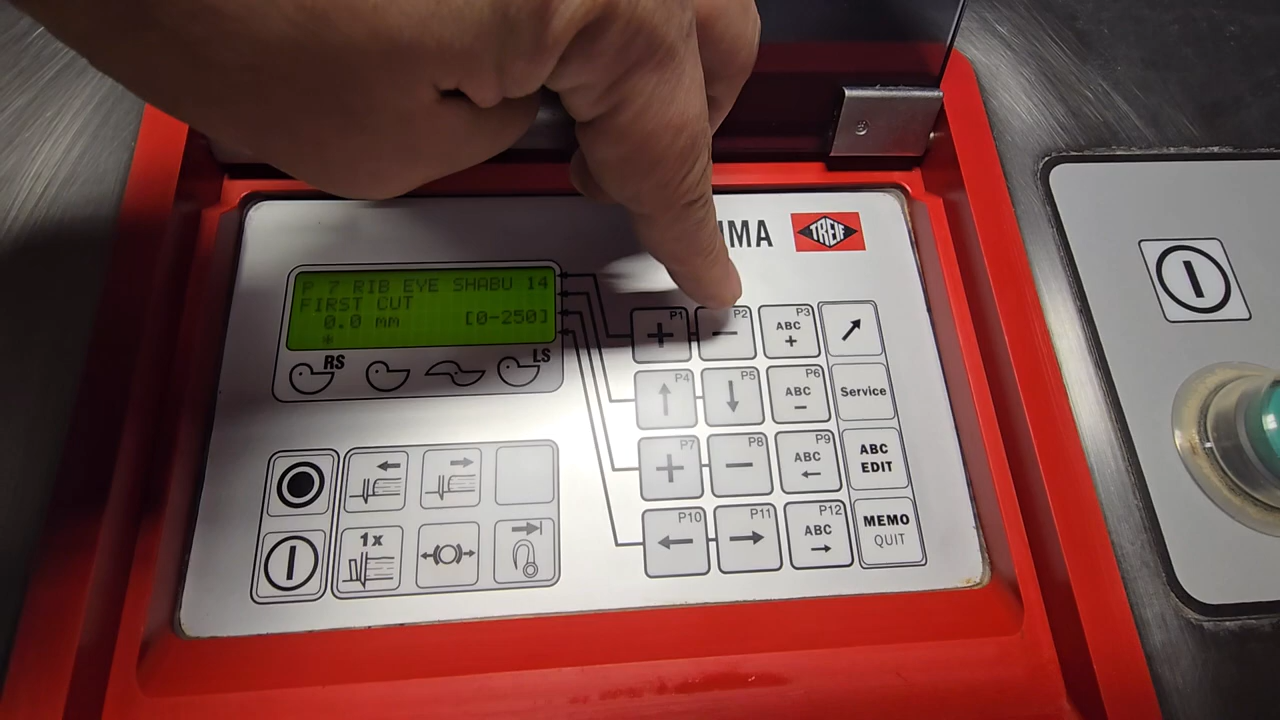 IMA
TREIF
P 7 RIB EYE SHABU 14
FIRST CUT
0.0 mm [0-250]
*
RS
LS
P1
+
P2
−
P3
ABC
+
P4
↑
P5
↓
P6
ABC
−
Service
P7
+
P8
−
P9
ABC
←
ABC
EDIT
P10
←
P11
→
P12
ABC
→
MEMO
QUIT
1x